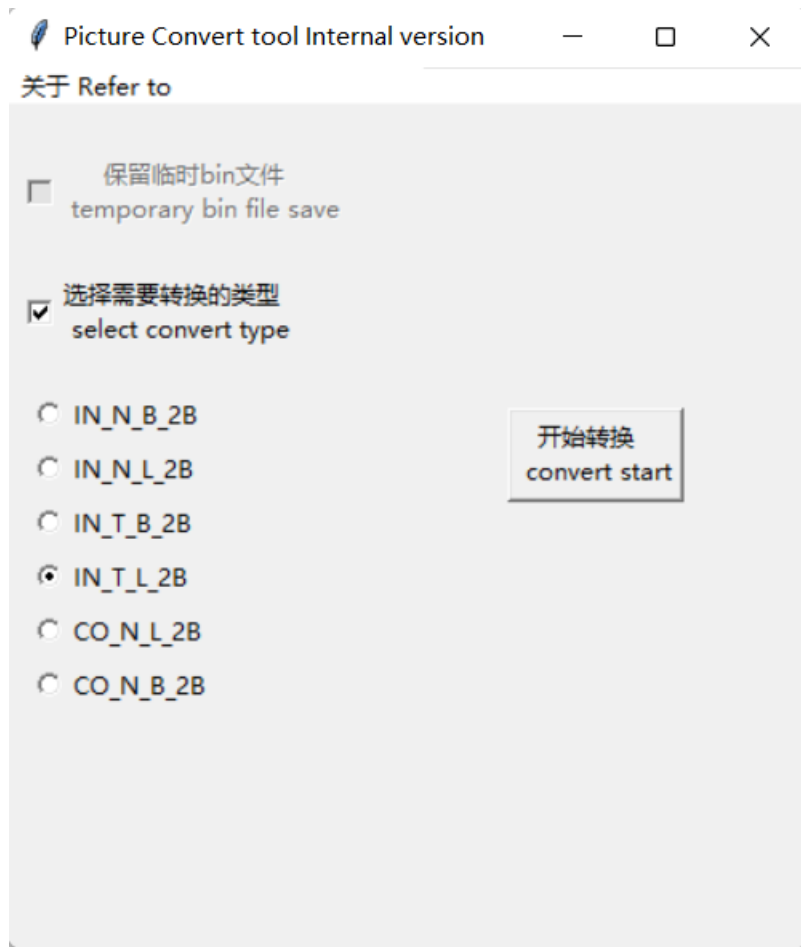 Picture Convert tool Internal version
关于 Refer to
保留临时bin文件
temporary bin file save
选择需要转换的类型
select convert type
IN_N_B_2B
IN_N_L_2B
IN_T_B_2B
IN_T_L_2B
CO_N_L_2B
CO_N_B_2B
开始转换
convert start